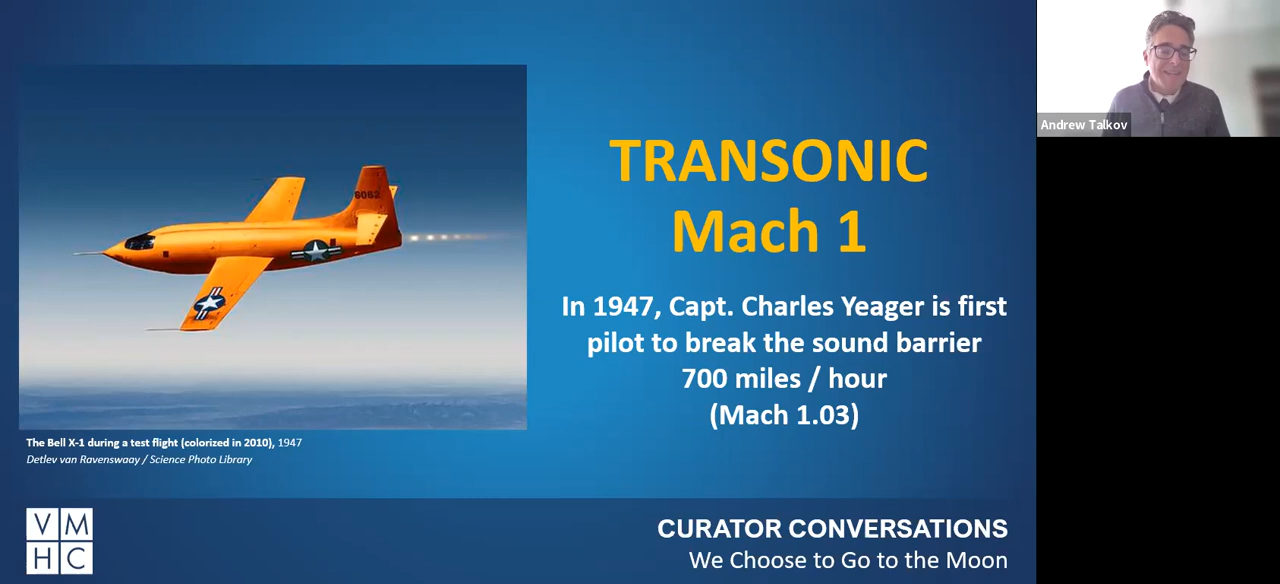 TRANSONIC
Mach 1
In 1947, Capt. Charles Yeager is first
pilot to break the sound barrier
700 miles / hour
(Mach 1.03)
6062
The Bell X-1 during a test flight (colorized in 2010), 1947
Detlev van Ravenswaay / Science Photo Library
VM
HC
CURATOR CONVERSATIONS
We Choose to Go to the Moon
Andrew Talkov